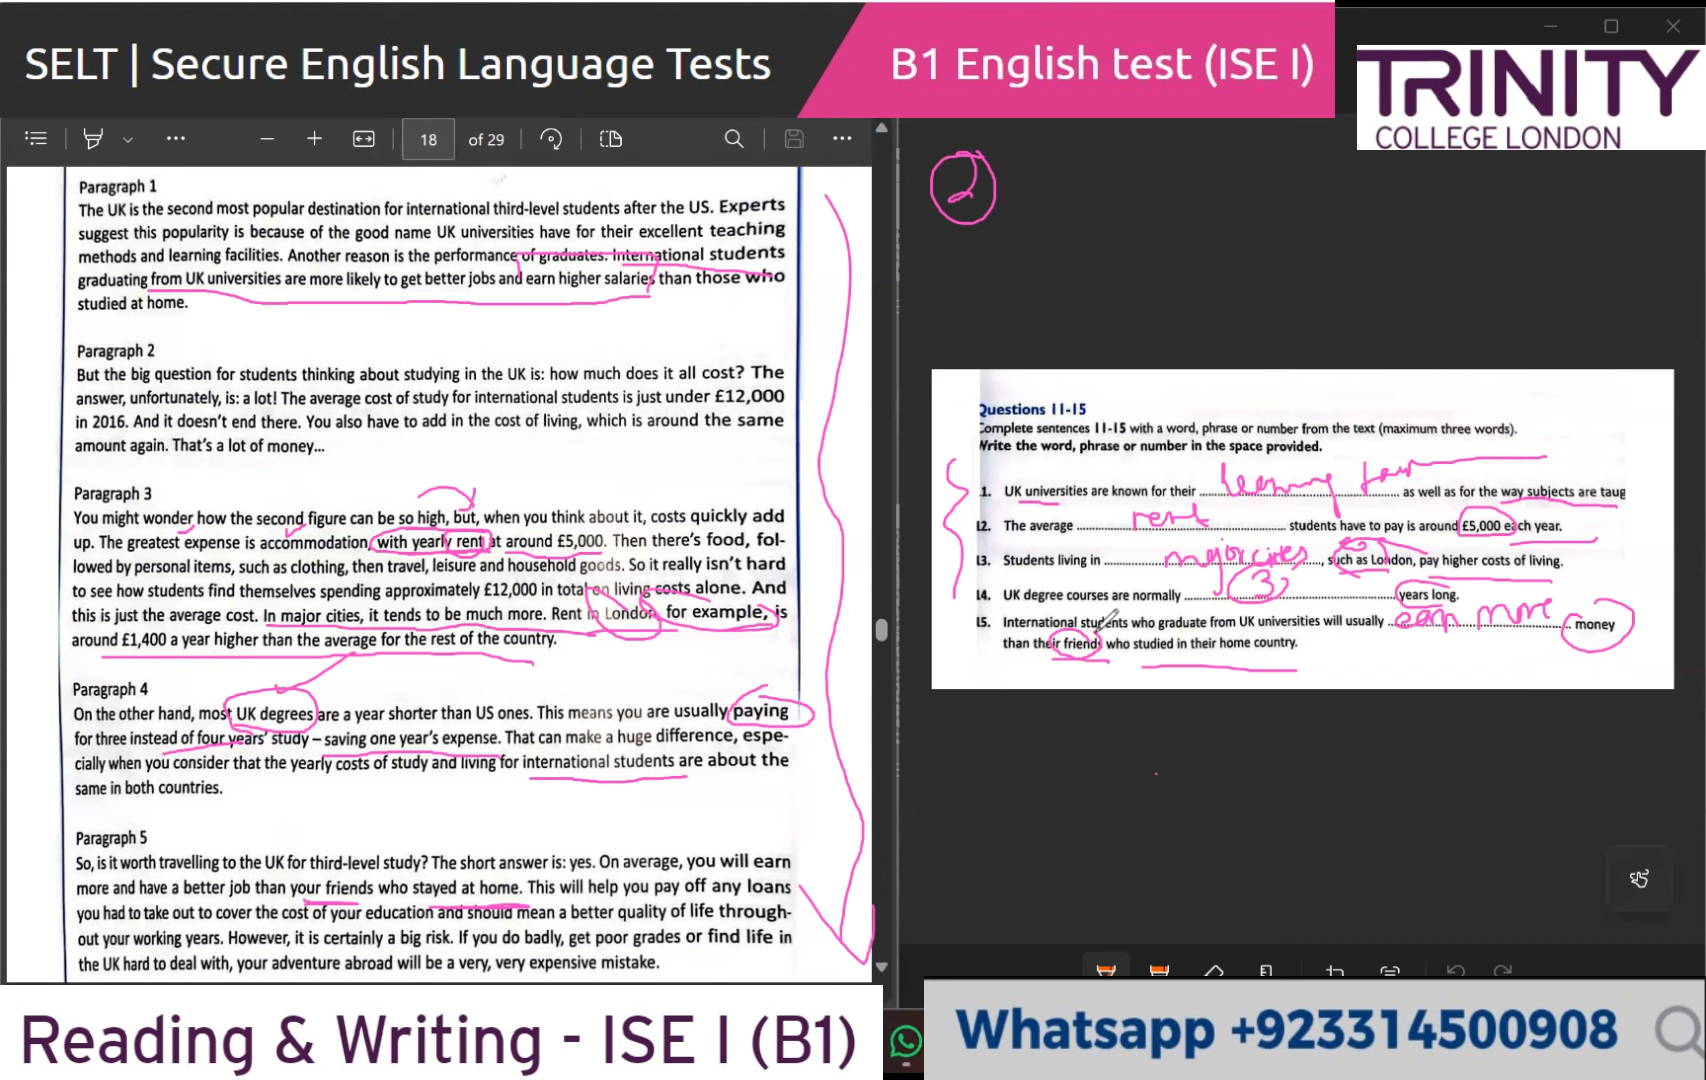 SELT | Secure English Language Tests
B1 English test (ISE I)
TRINITY
COLLEGE LONDON
18 of 29
Paragraph 1
The UK is the second most popular destination for international third-level students after the US. Experts
suggest this popularity is because of the good name UK universities have for their excellent teaching
methods and learning facilities. Another reason is the performance of graduates. International students
graduating from UK universities are more likely to get better jobs and earn higher salaries than those who
studied at home.
Paragraph 2
But the big question for students thinking about studying in the UK is: how much does it all cost? The
answer, unfortunately, is: a lot! The average cost of study for international students is just under £12,000
in 2016. And it doesn't end there. You also have to add in the cost of living, which is around the same
amount again. That's a lot of money...
Paragraph 3
You might wonder how the second figure can be so high, but, when you think about it, costs quickly add
up. The greatest expense is accommodation, with yearly rent at around £5,000. Then there's food, fol-
lowed by personal items, such as clothing, then travel, leisure and household goods. So it really isn't hard
to see how students find themselves spending approximately £12,000 in total on living costs alone. And
this is just the average cost. In major cities, it tends to be much more. Rent in London, for example, is
around £1,400 a year higher than the average for the rest of the country.
Paragraph 4
On the other hand, most UK degrees are a year shorter than US ones. This means you are usually paying
for three instead of four years' study – saving one year's expense. That can make a huge difference, espe-
cially when you consider that the yearly costs of study and living for international students are about the
same in both countries.
Paragraph 5
So, is it worth travelling to the UK for third-level study? The short answer is: yes. On average, you will earn
more and have a better job than your friends who stayed at home. This will help you pay off any loans
you had to take out to cover the cost of your education and should mean a better quality of life through-
out your working years. However, it is certainly a big risk. If you do badly, get poor grades or find life in
the UK hard to deal with, your adventure abroad will be a very, very expensive mistake.
2
Questions 11-15
Complete sentences 11-15 with a word, phrase or number from the text (maximum three words).
Write the word, phrase or number in the space provided.
1. UK universities are known for their learning as well as for the way subjects are taug
12. The average rent students have to pay is around £5,000 each year.
13. Students living in major cities, such as London, pay higher costs of living.
14. UK degree courses are normally 3 years long.
15. International students who graduate from UK universities will usually earn more money
than their friends who studied in their home country.
Reading & Writing - ISE I (B1)
Whatsapp +923314500908